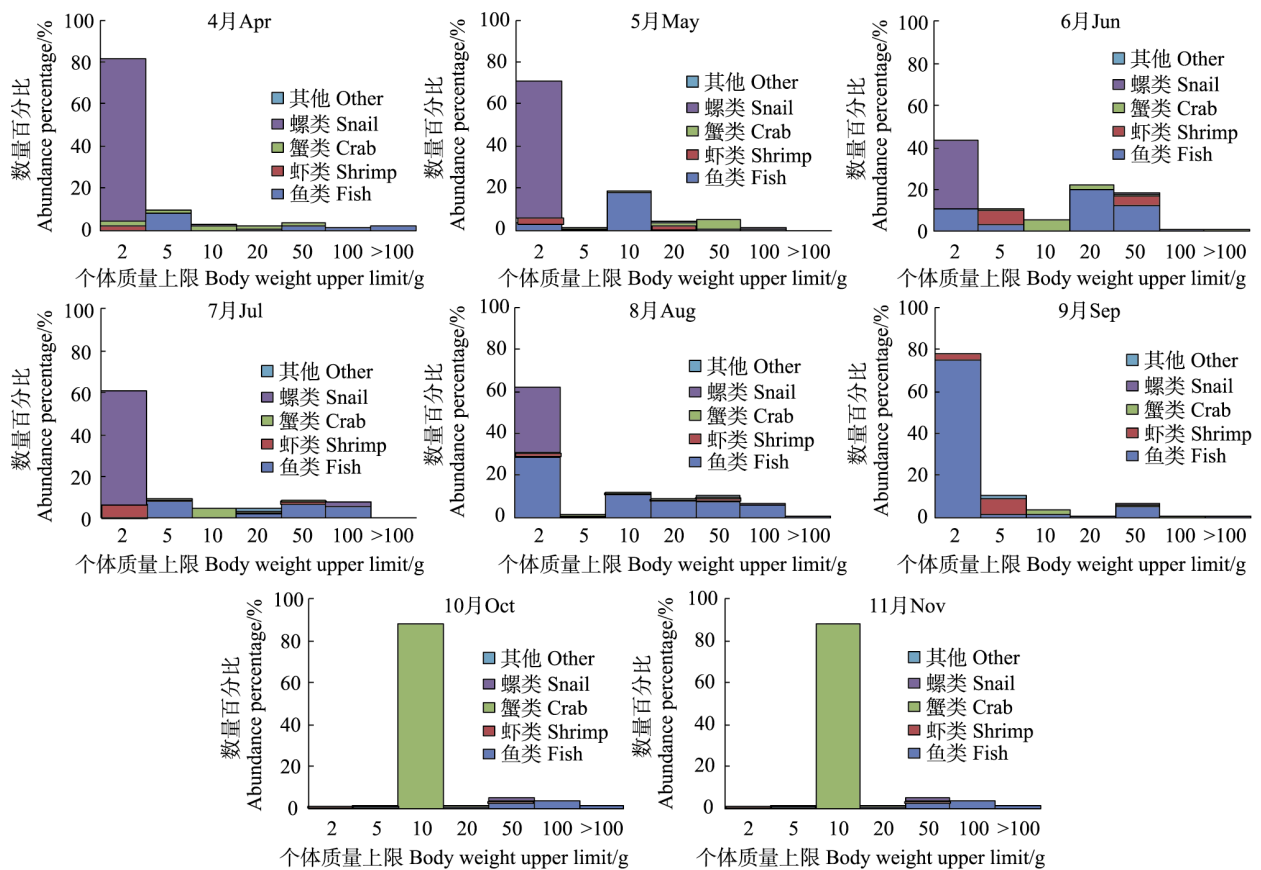 4月Apr
数量百分比
Abundance percentage/%
100
80
60
40
20
0
其他 Other
螺类 Snail
蟹类 Crab
虾类 Shrimp
鱼类 Fish
2 5 10 20 50 100 >100
个体质量上限 Body weight upper limit/g
5月May
数量百分比
Abundance percentage/%
100
80
60
40
20
0
其他 Other
螺类 Snail
蟹类 Crab
虾类 Shrimp
鱼类 Fish
2 5 10 20 50 100 >100
个体质量上限 Body weight upper limit/g
6月Jun
数量百分比
Abundance percentage/%
100
80
60
40
20
0
其他 Other
螺类 Snail
蟹类 Crab
虾类 Shrimp
鱼类 Fish
2 5 10 20 50 100 >100
个体质量上限 Body weight upper limit/g
7月Jul
数量百分比
Abundance percentage/%
100
80
60
40
20
0
其他 Other
螺类 Snail
蟹类 Crab
虾类 Shrimp
鱼类 Fish
2 5 10 20 50 100 >100
个体质量上限 Body weight upper limit/g
8月Aug
数量百分比
Abundance percentage/%
100
80
60
40
20
0
其他 Other
螺类 Snail
蟹类 Crab
虾类 Shrimp
鱼类 Fish
2 5 10 20 50 100 >100
个体质量上限 Body weight upper limit/g
9月Sep
数量百分比
Abundance percentage/%
100
80
60
40
20
0
其他 Other
螺类 Snail
蟹类 Crab
虾类 Shrimp
鱼类 Fish
2 5 10 20 50 100 >100
个体质量上限 Body weight upper limit/g
10月Oct
数量百分比
Abundance percentage/%
100
80
60
40
20
0
其他 Other
螺类 Snail
蟹类 Crab
虾类 Shrimp
鱼类 Fish
2 5 10 20 50 100 >100
个体质量上限 Body weight upper limit/g
11月Nov
数量百分比
Abundance percentage/%
100
80
60
40
20
0
其他 Other
螺类 Snail
蟹类 Crab
虾类 Shrimp
鱼类 Fish
2 5 10 20 50 100 >100
个体质量上限 Body weight upper limit/g